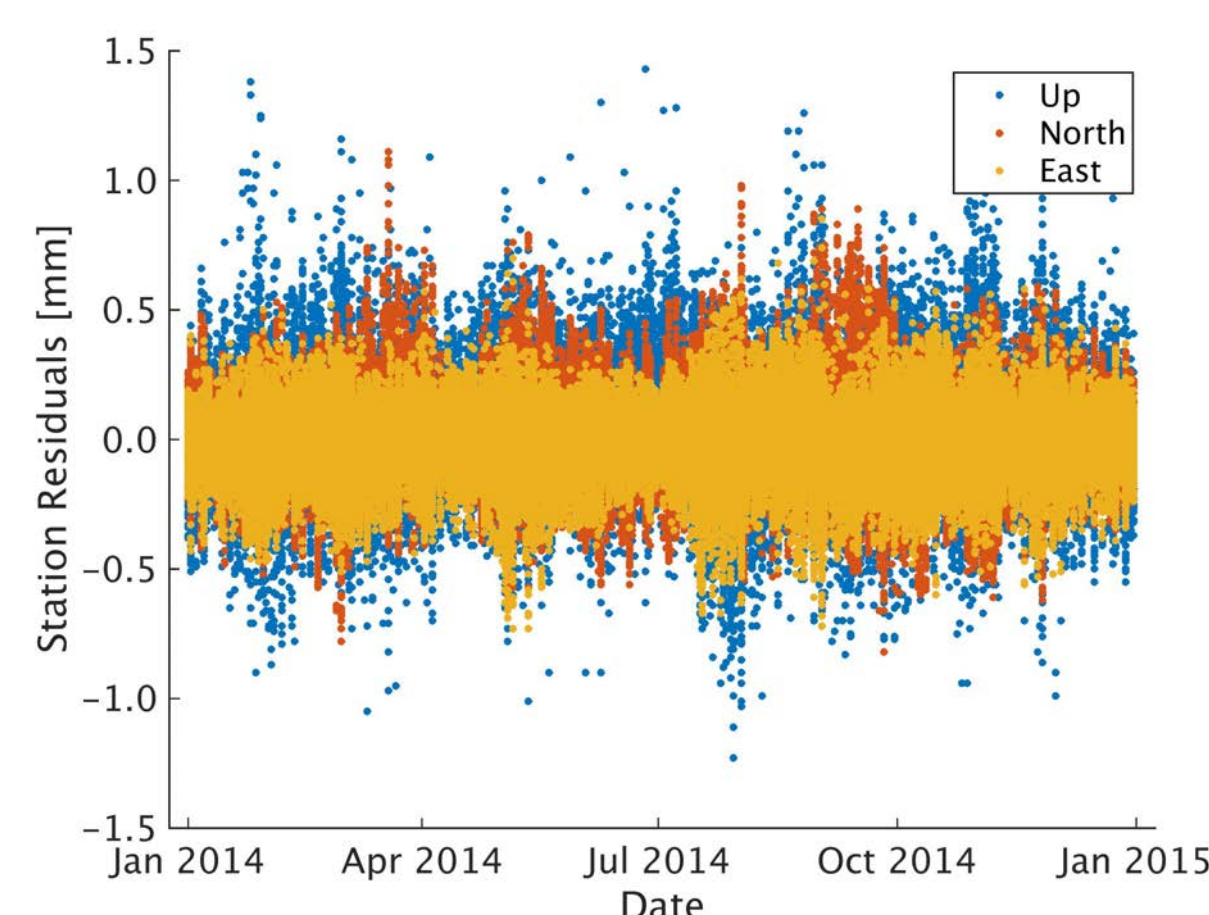 1.5
1.0
0.5
0.0
−0.5
−1.0
−1.5
Station Residuals [mm]
Up
North
East
Jan 2014 Apr 2014 Jul 2014 Oct 2014 Jan 2015
Date